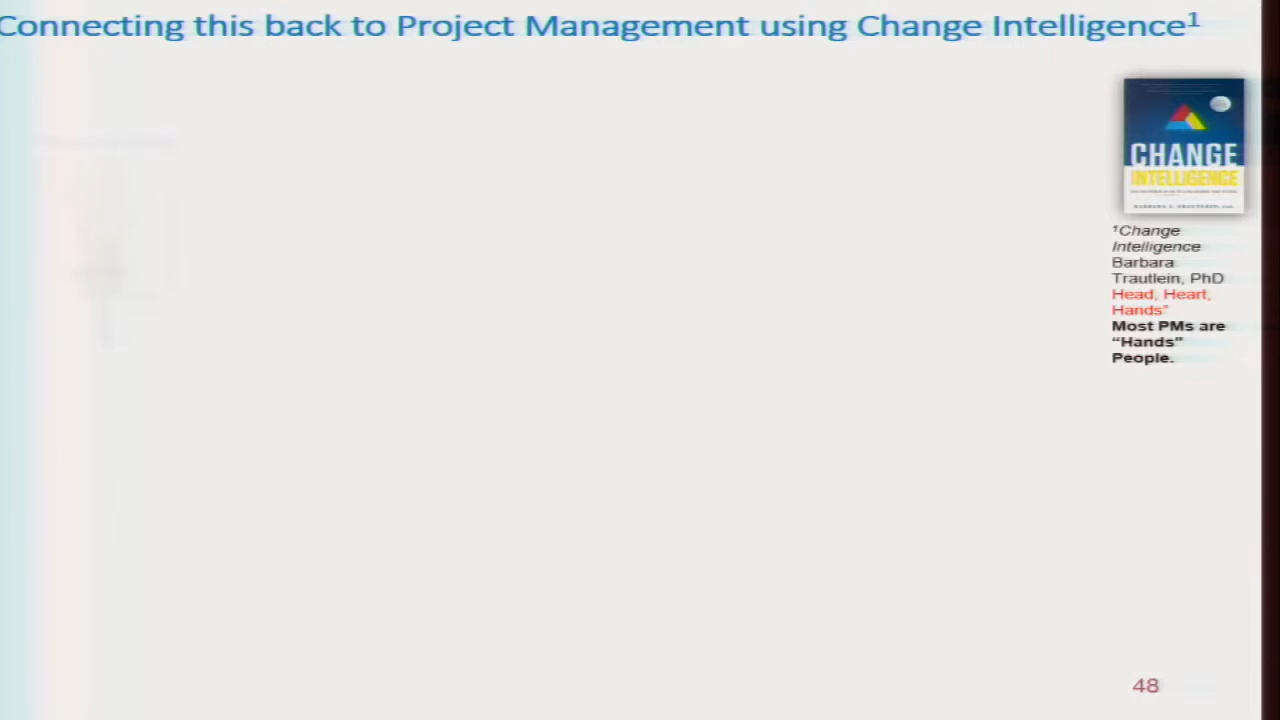 Connecting this back to Project Management using Change Intelligence¹
CHANGE
INTELLIGENCE
¹Change
Intelligence
Barbara
Trautlein, PhD
Head, Heart,
Hands"
Most PMs are
“Hands”
People.
48